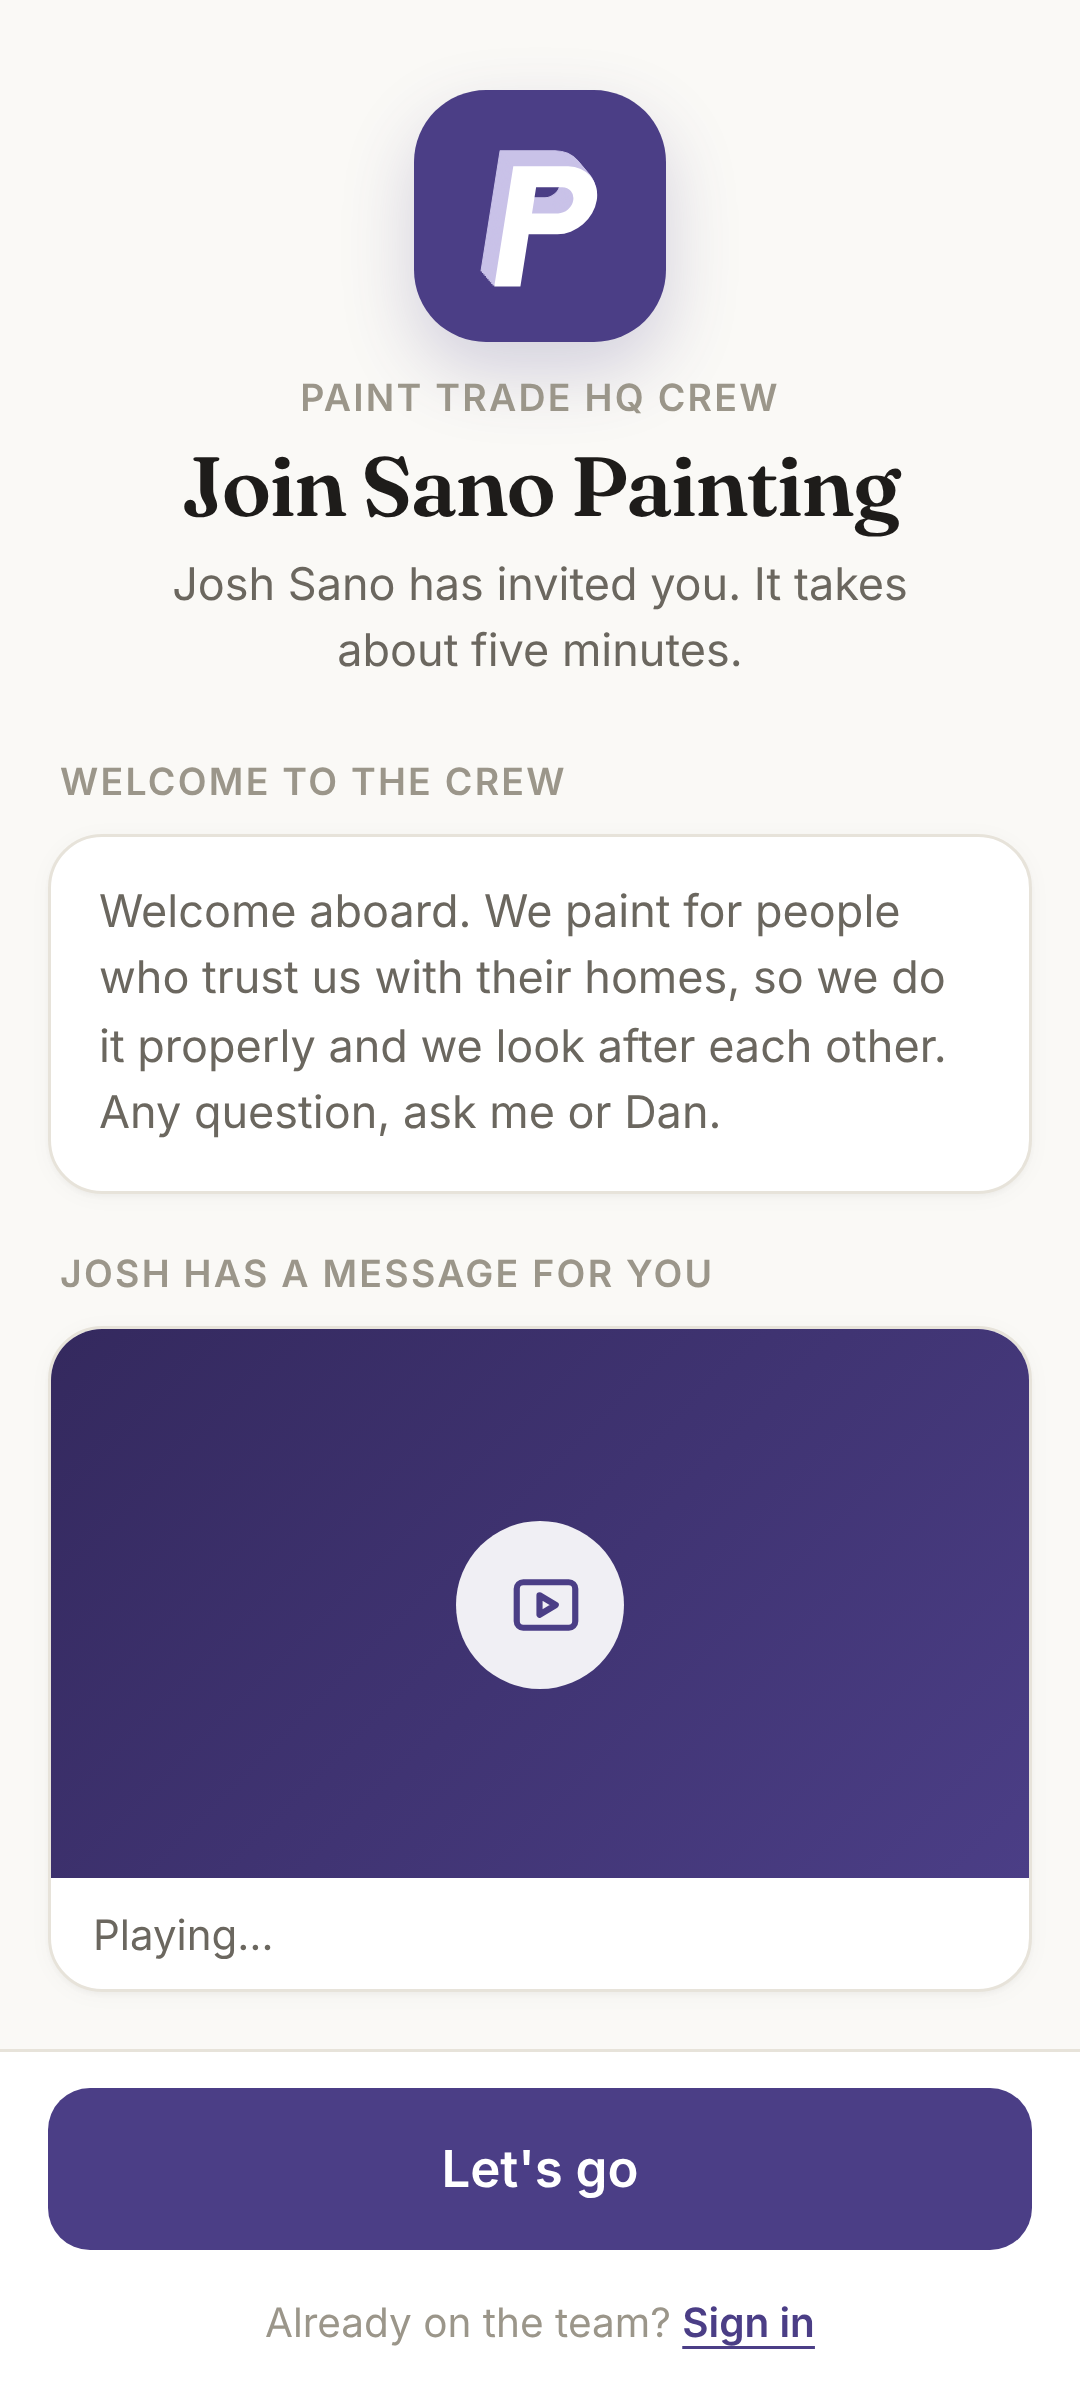 P
PAINT TRADE HQ CREW
Join Sano Painting
Josh Sano has invited you. It takes
about five minutes.
WELCOME TO THE CREW
Welcome aboard. We paint for people
who trust us with their homes, so we do
it properly and we look after each other.
Any question, ask me or Dan.
JOSH HAS A MESSAGE FOR YOU
Playing...
Let's go
Already on the team? Sign in